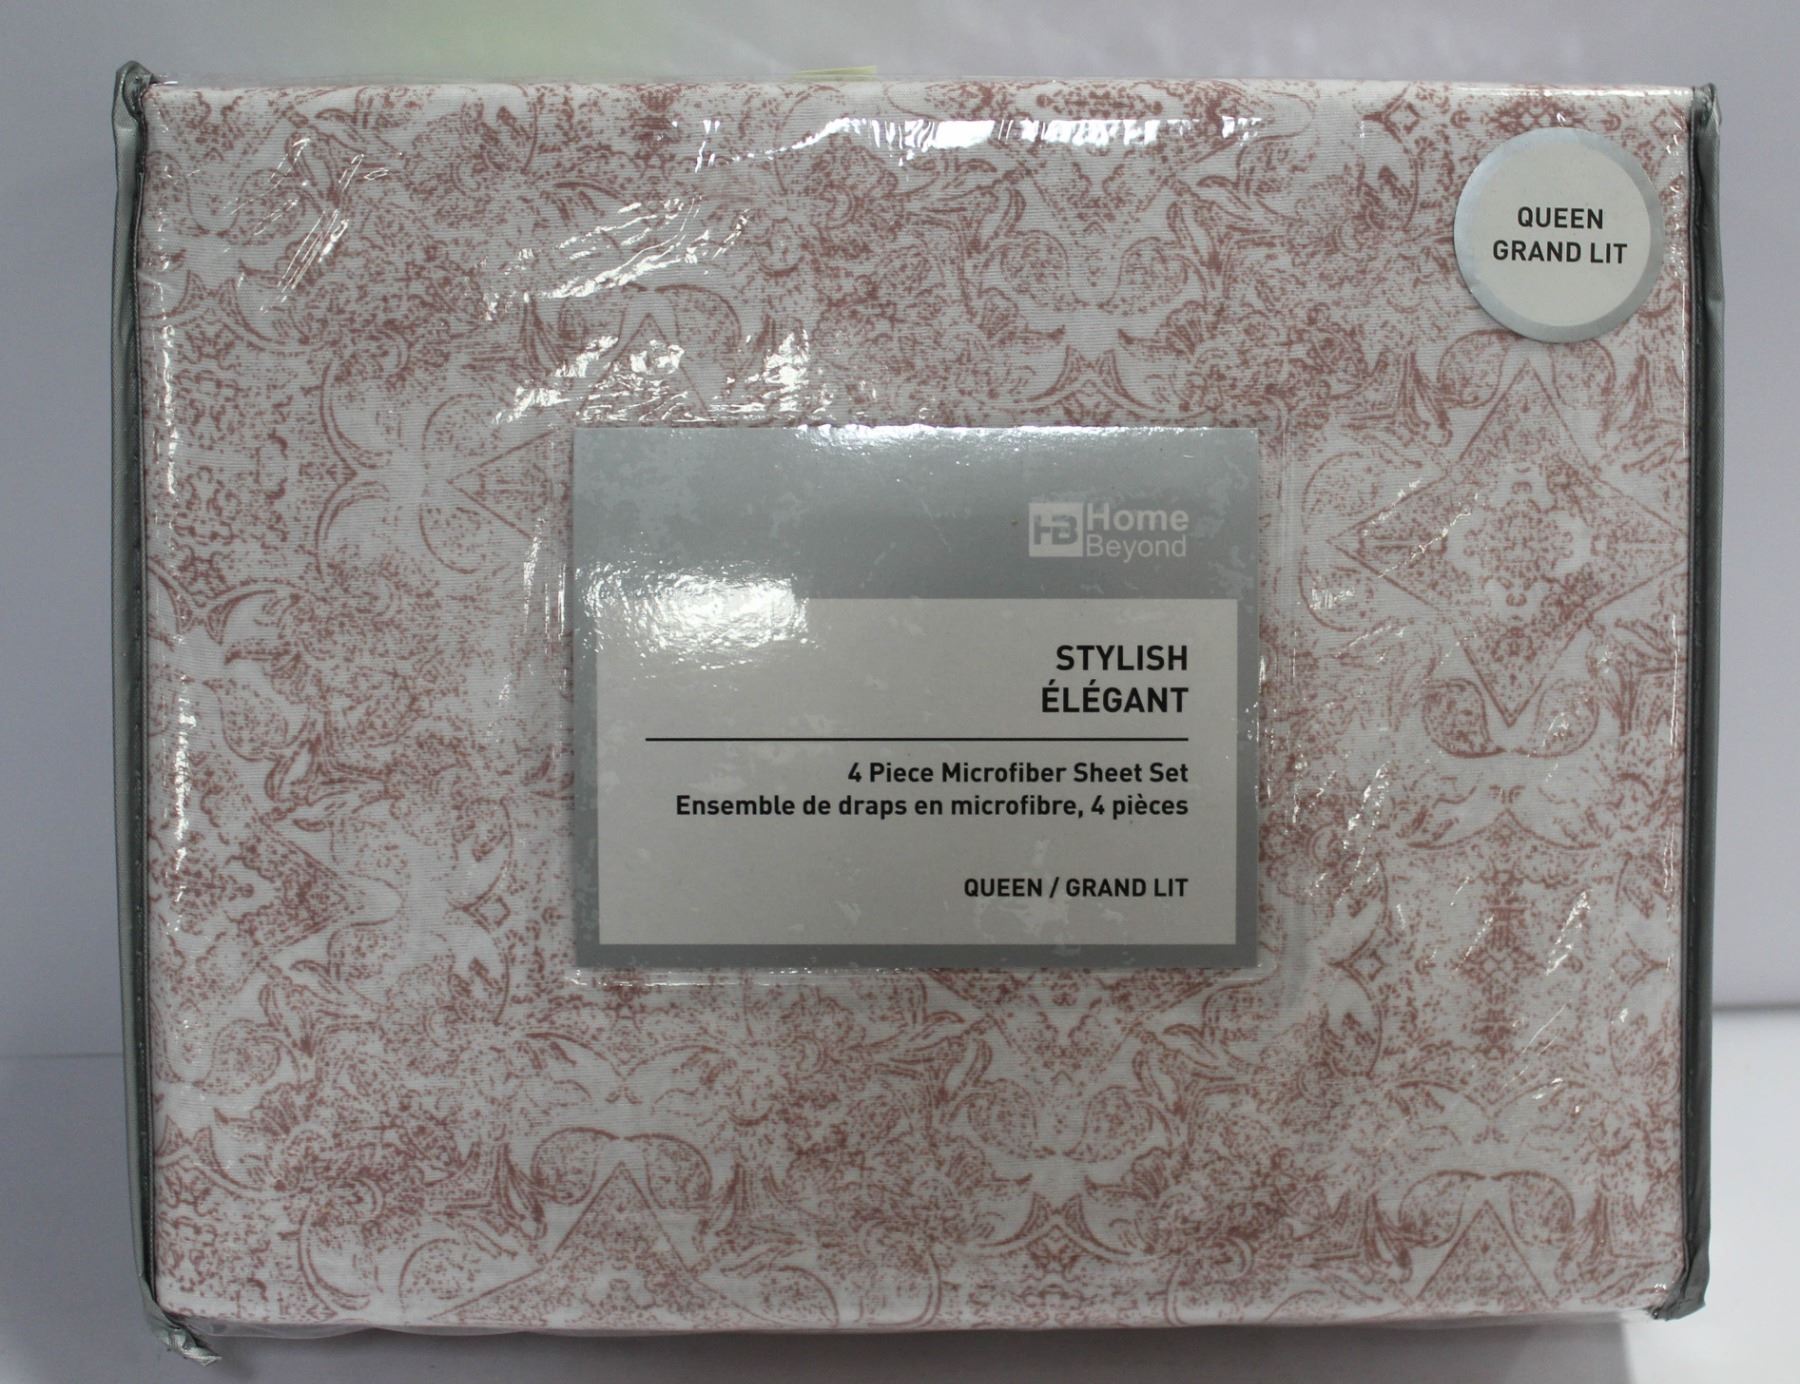 QUEEN
GRAND LIT
HB Home
Beyond
STYLISH
ÉLÉGANT
4 Piece Microfiber Sheet Set
Ensemble de draps en microfibre, 4 pièces
QUEEN / GRAND LIT